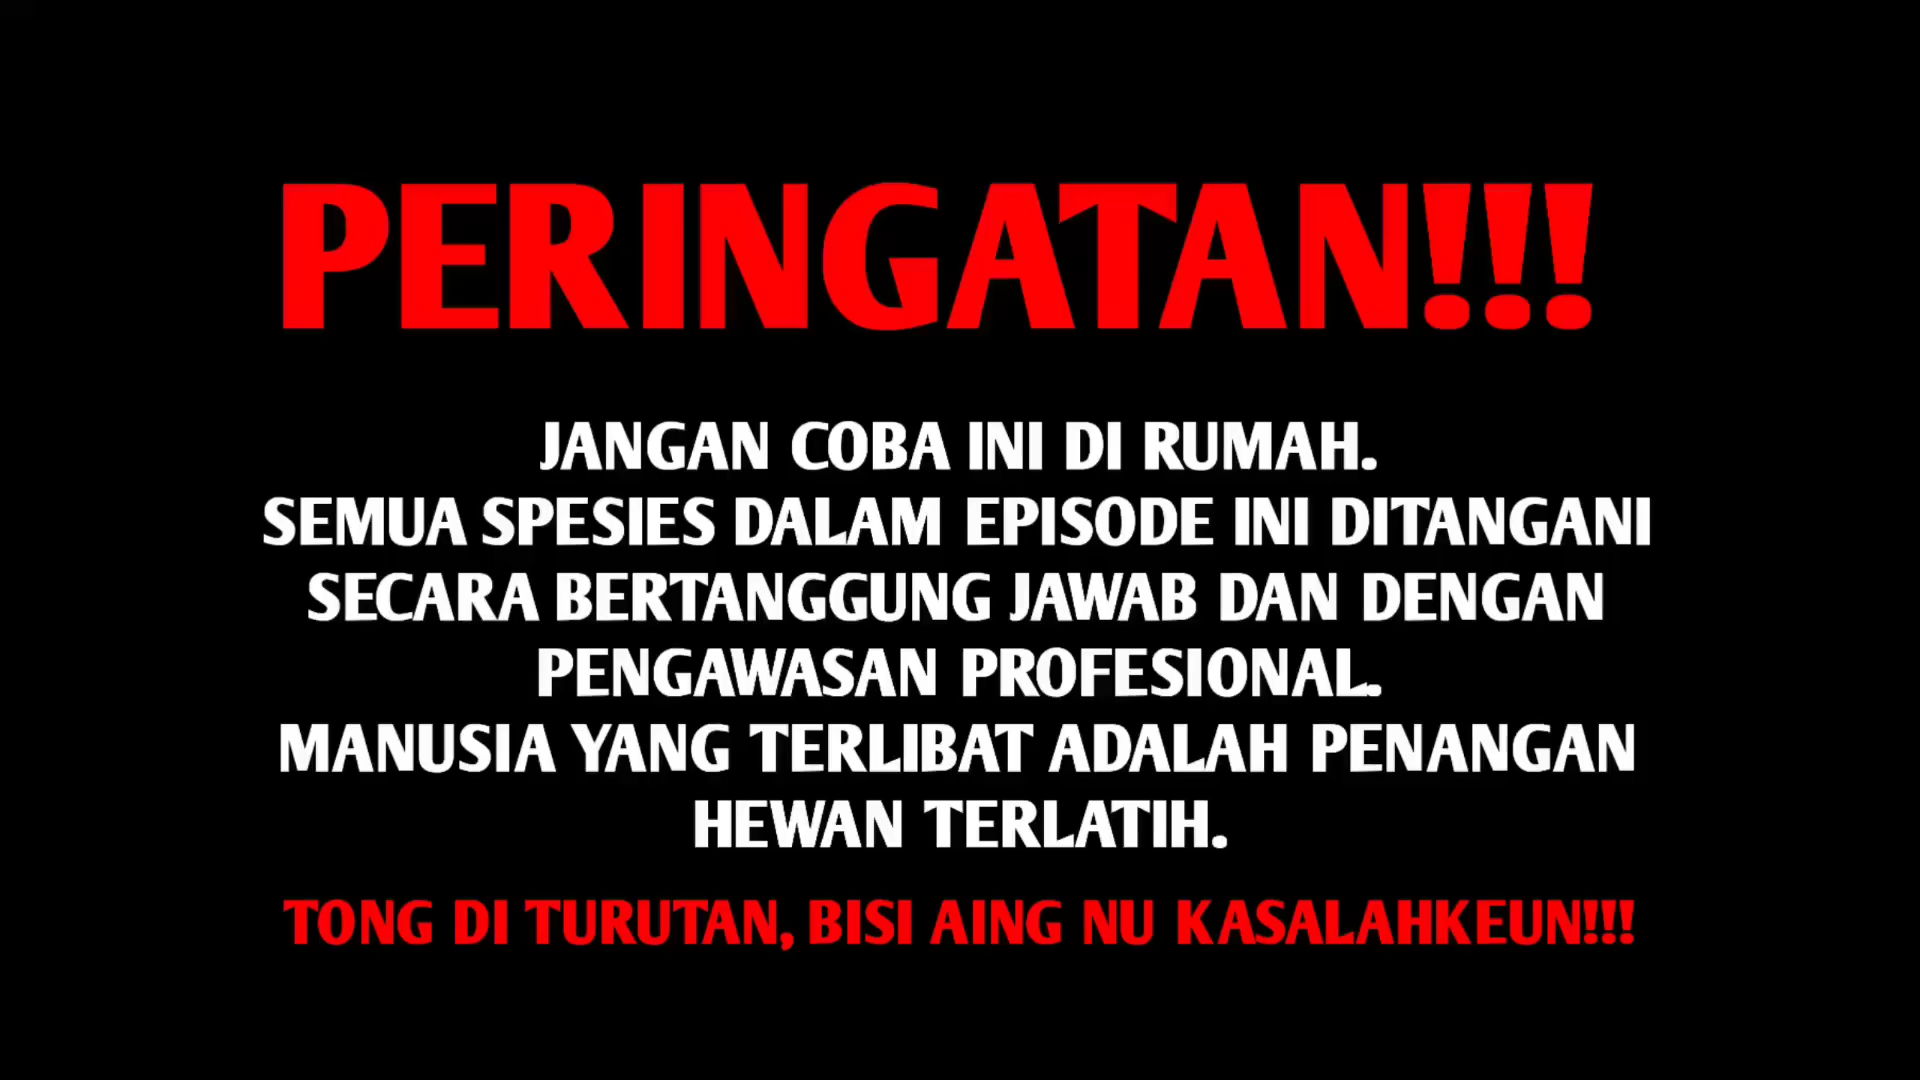 PERINGATAN!!!
JANGAN COBA INI DI RUMAH.
SEMUA SPESIES DALAM EPISODE INI DITANGANI
SECARA BERTANGGUNG JAWAB DAN DENGAN
PENGAWASAN PROFESIONAL.
MANUSIA YANG TERLIBAT ADALAH PENANGAN
HEWAN TERLATIH.
TONG DI TURUTAN, BISI AING NU KASALAHKEUN!!!